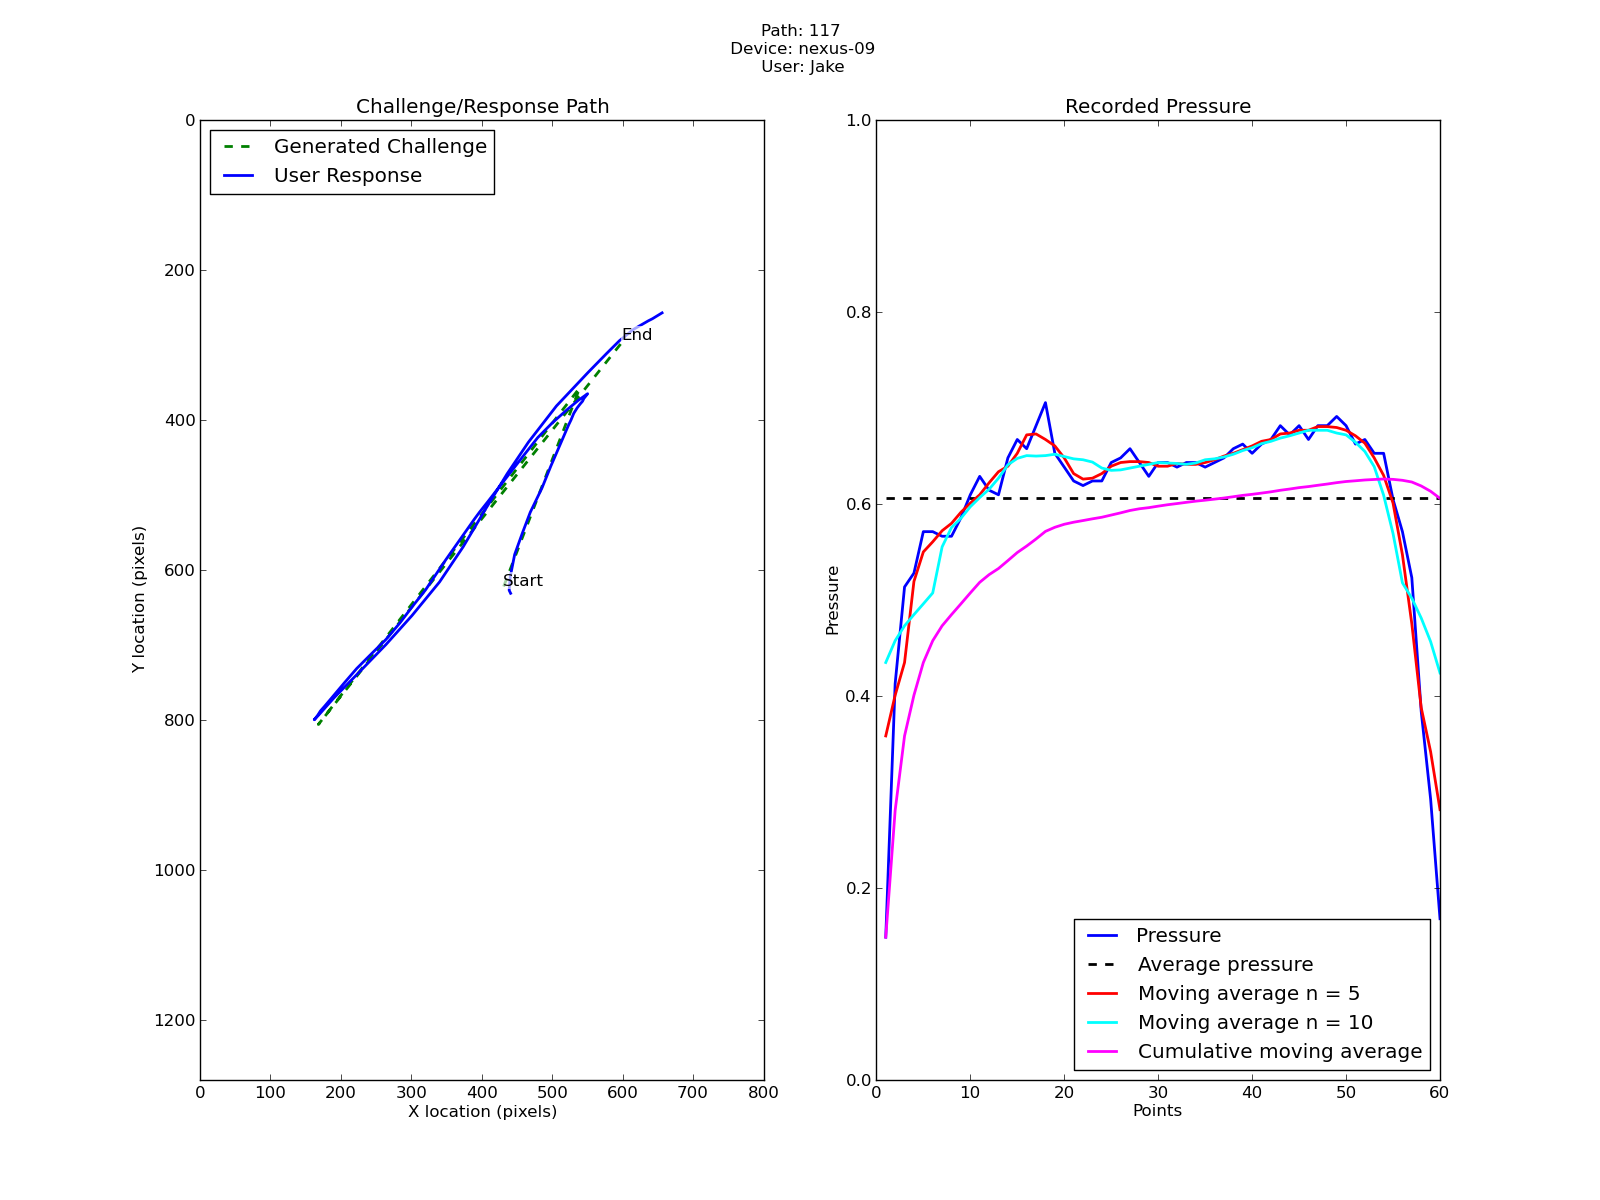 Path: 117
Device: nexus-09
User: Jake
Challenge/Response Path
Generated Challenge
User Response
0
200
400
600
800
1000
1200
Y location (pixels)
End
Start
0 100 200 300 400 500 600 700 800
X location (pixels)
Recorded Pressure
1.0
0.8
0.6
0.4
0.2
0.0
Pressure
Pressure
Average pressure
Moving average n = 5
Moving average n = 10
Cumulative moving average
0 10 20 30 40 50 60
Points